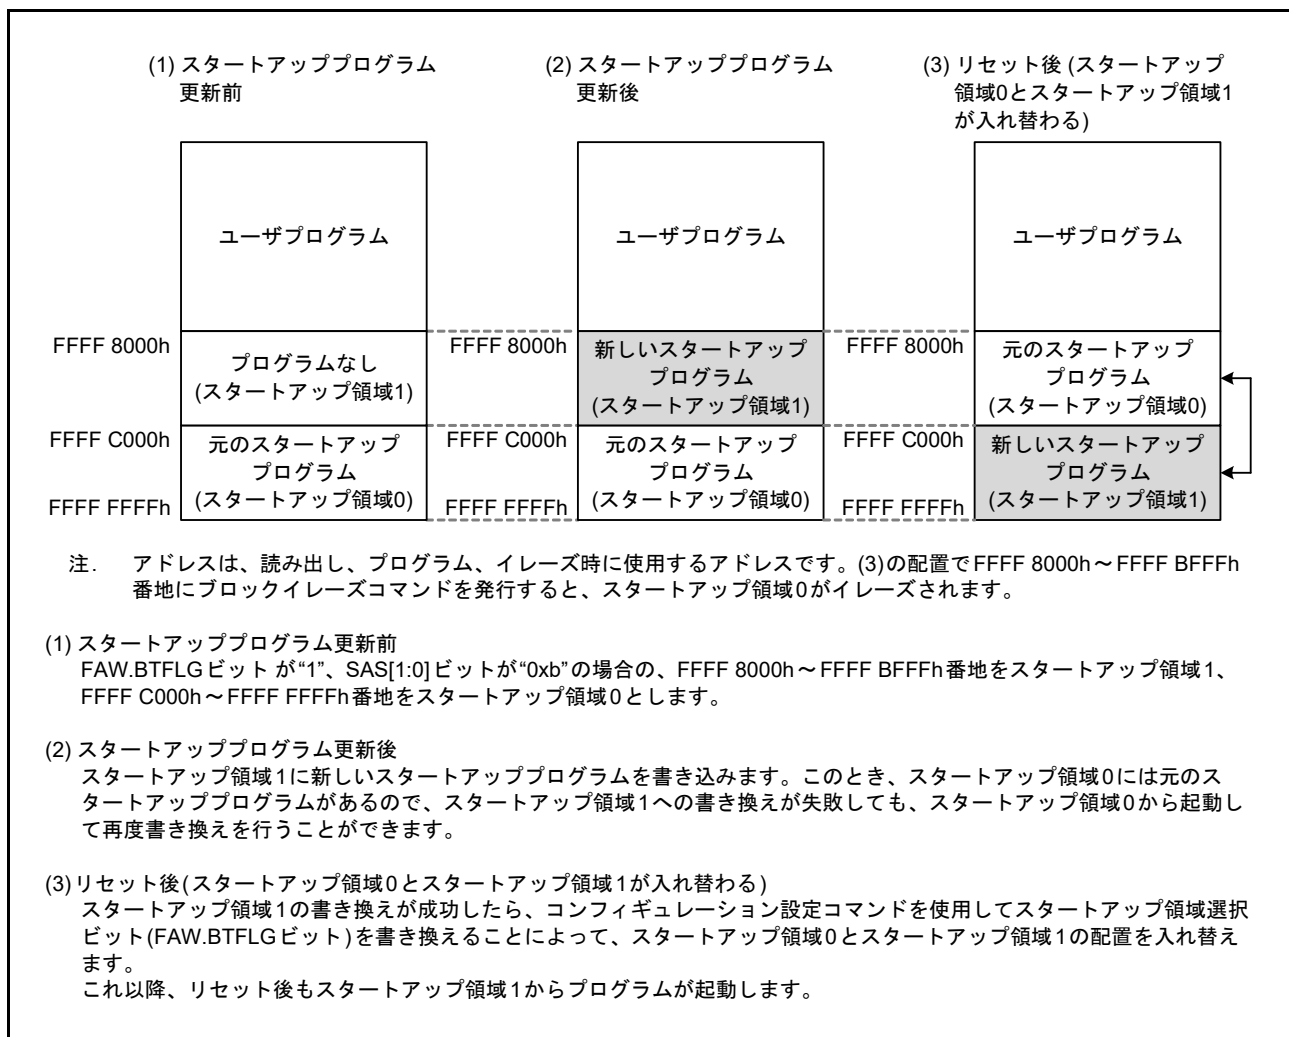 (1) スタートアッププログラム
更新前
(2) スタートアッププログラム
更新後
(3) リセット後 (スタートアップ
領域0とスタートアップ領域1
が入れ替わる)
ユーザプログラム
ユーザプログラム
ユーザプログラム
FFFF 8000h
プログラムなし
(スタートアップ領域1)
FFFF 8000h
新しいスタートアップ
プログラム
(スタートアップ領域1)
FFFF 8000h
元のスタートアップ
プログラム
(スタートアップ領域0)
FFFF C000h
元のスタートアップ
プログラム
(スタートアップ領域0)
FFFF FFFFh
FFFF C000h
元のスタートアップ
プログラム
(スタートアップ領域0)
FFFF FFFFh
FFFF C000h
新しいスタートアップ
プログラム
(スタートアップ領域1)
FFFF FFFFh
注. アドレスは、読み出し、プログラム、イレーズ時に使用するアドレスです。(3)の配置でFFFF 8000h～FFFF BFFFh
番地にブロックイレーズコマンドを発行すると、スタートアップ領域0がイレーズされます。
(1) スタートアッププログラム更新前
FAW.BTFLGビット が“1”、SAS[1:0]ビットが“0xb”の場合の、FFFF 8000h～FFFF BFFFh番地をスタートアップ領域1、
FFFF C000h～FFFF FFFFh番地をスタートアップ領域0とします。
(2) スタートアッププログラム更新後
スタートアップ領域1に新しいスタートアッププログラムを書き込みます。このとき、スタートアップ領域0には元のス
タートアッププログラムがあるので、スタートアップ領域1への書き換えが失敗しても、スタートアップ領域0から起動し
て再度書き換えを行うことができます。
(3)リセット後(スタートアップ領域0とスタートアップ領域1が入れ替わる)
スタートアップ領域1の書き換えが成功したら、コンフィギュレーション設定コマンドを使用してスタートアップ領域選択
ビット(FAW.BTFLGビット)を書き換えることによって、スタートアップ領域0とスタートアップ領域1の配置を入れ替え
ます。
これ以降、リセット後もスタートアップ領域1からプログラムが起動します。